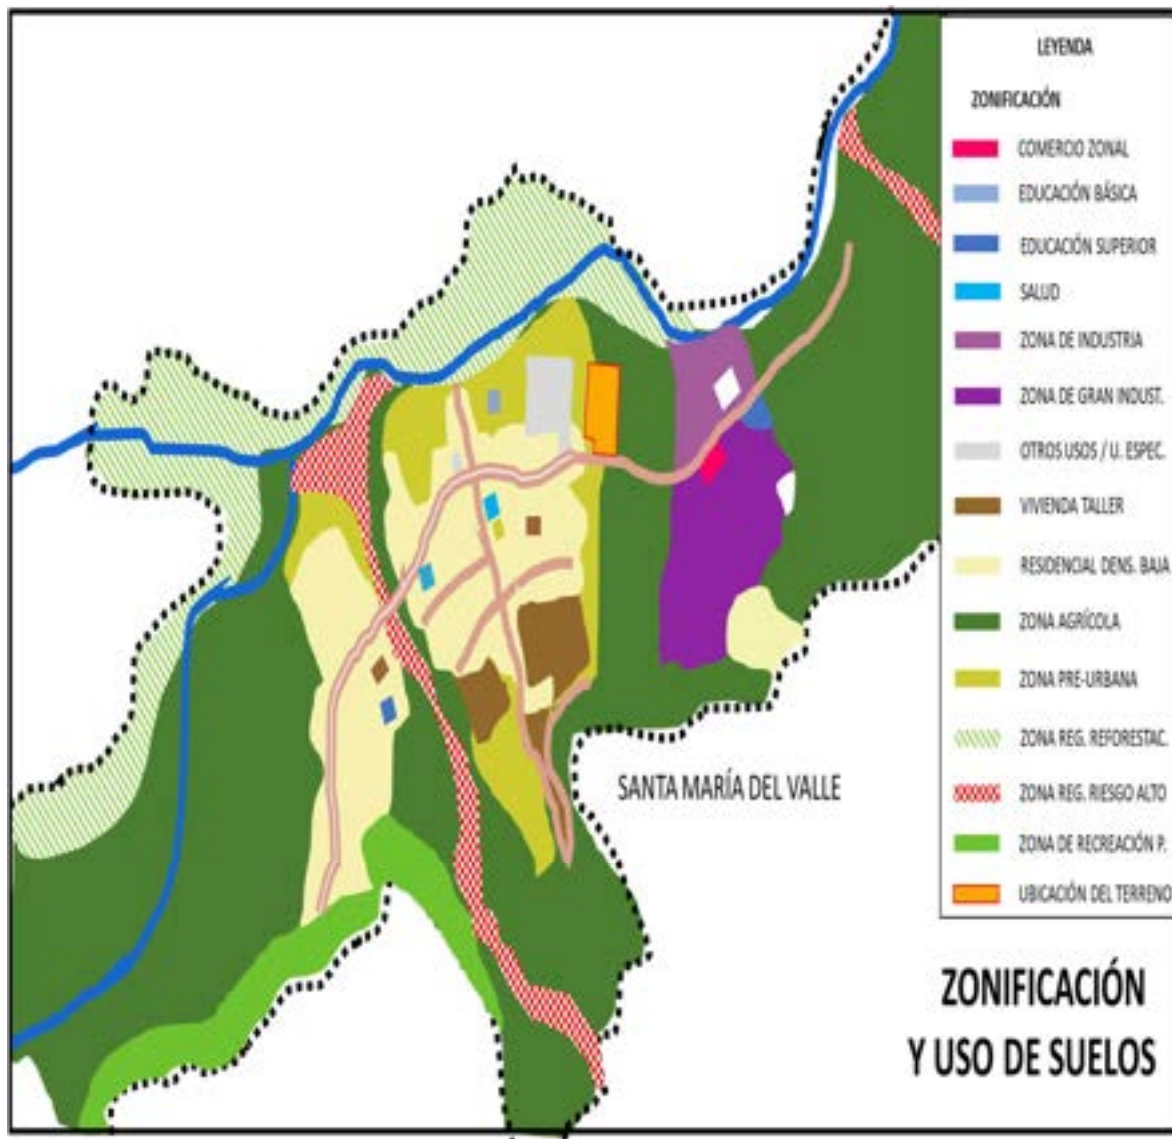 LEYENDA
ZONIFICACIÓN
COMERCIO ZONAL
EDUCACIÓN BÁSICA
EDUCACIÓN SUPERIOR
SALUD
ZONA DE INDUSTRIA
ZONA DE GRAN INDUST.
OTROS USOS / U. ESPEC.
VIVIENDA TALLER
RESIDENCIAL DENS. BAJA
ZONA AGRÍCOLA
ZONA PRE-URBANA
ZONA REG. REFORESTAC.
ZONA REG. RIESGO ALTO
ZONA DE RECREACIÓN P.
UBICACIÓN DEL TERRENO
SANTA MARÍA DEL VALLE
ZONIFICACIÓN
Y USO DE SUELOS